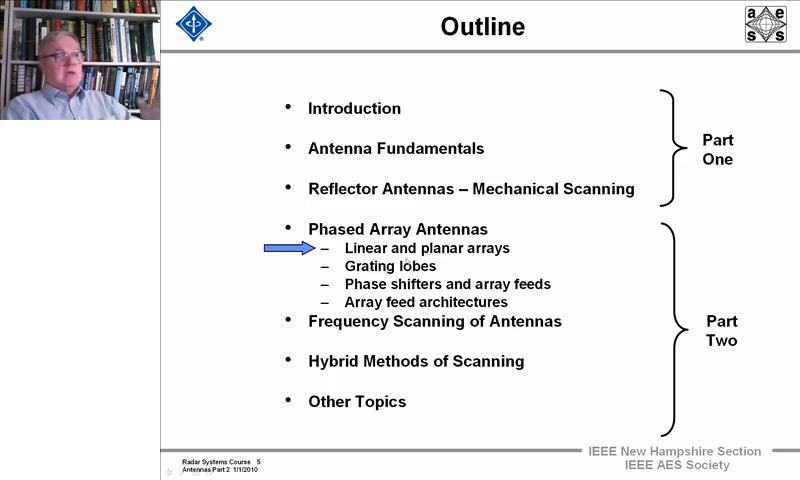 Outline
a e
s s
• Introduction
• Antenna Fundamentals
• Reflector Antennas – Mechanical Scanning
Part
One
• Phased Array Antennas
– Linear and planar arrays
– Grating lobes
– Phase shifters and array feeds
– Array feed architectures
• Frequency Scanning of Antennas
• Hybrid Methods of Scanning
• Other Topics
Part
Two
Radar Systems Course 5
Antennas Part 2 1/1/2010
IEEE New Hampshire Section
IEEE AES Society